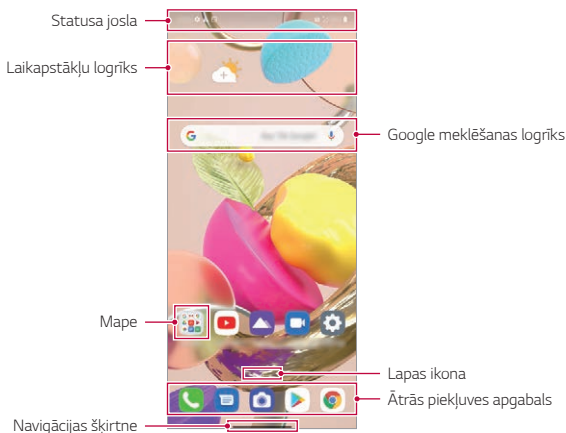 Statusa josla
Laikapstākļu logrīks
Google meklēšanas logrīks
Mape
Lapas ikona
Ātrās piekļuves apgabals
Navigācijas šķirtne